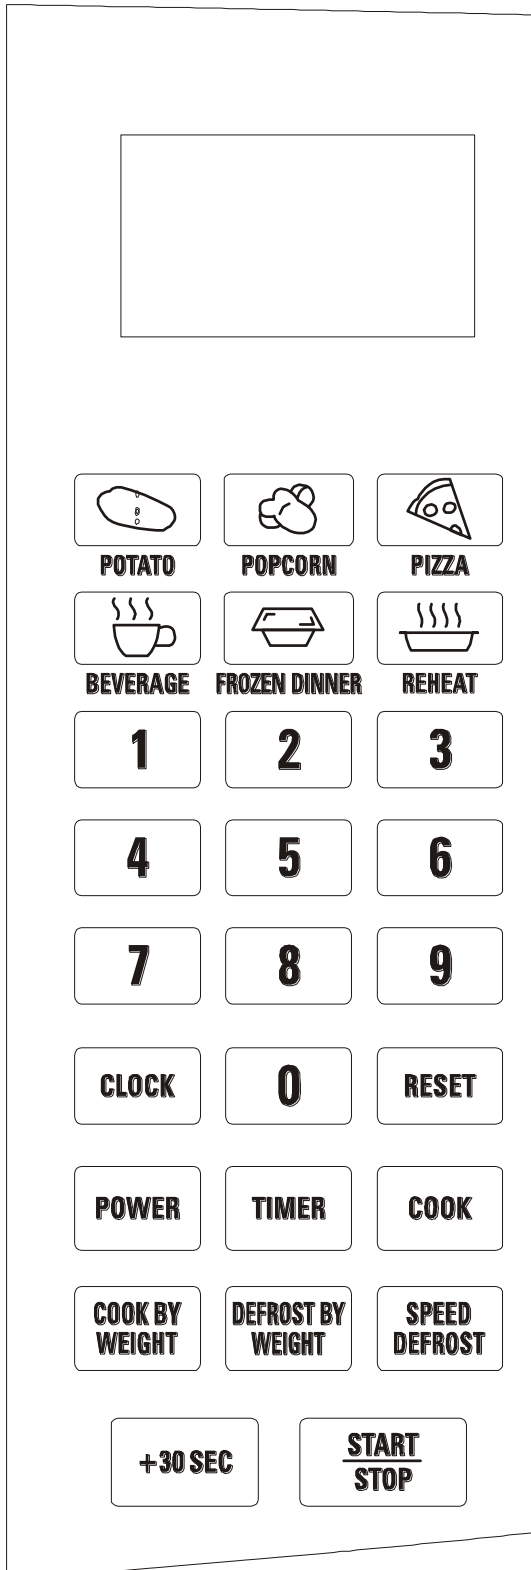 POTATO POPCORN PIZZA
BEVERAGE FROZEN DINNER REHEAT
1 2 3
4 5 6
7 8 9
CLOCK 0 RESET
POWER TIMER COOK
COOK BY
WEIGHT
DEFROST BY
WEIGHT
SPEED
DEFROST
+30 SEC
START
STOP